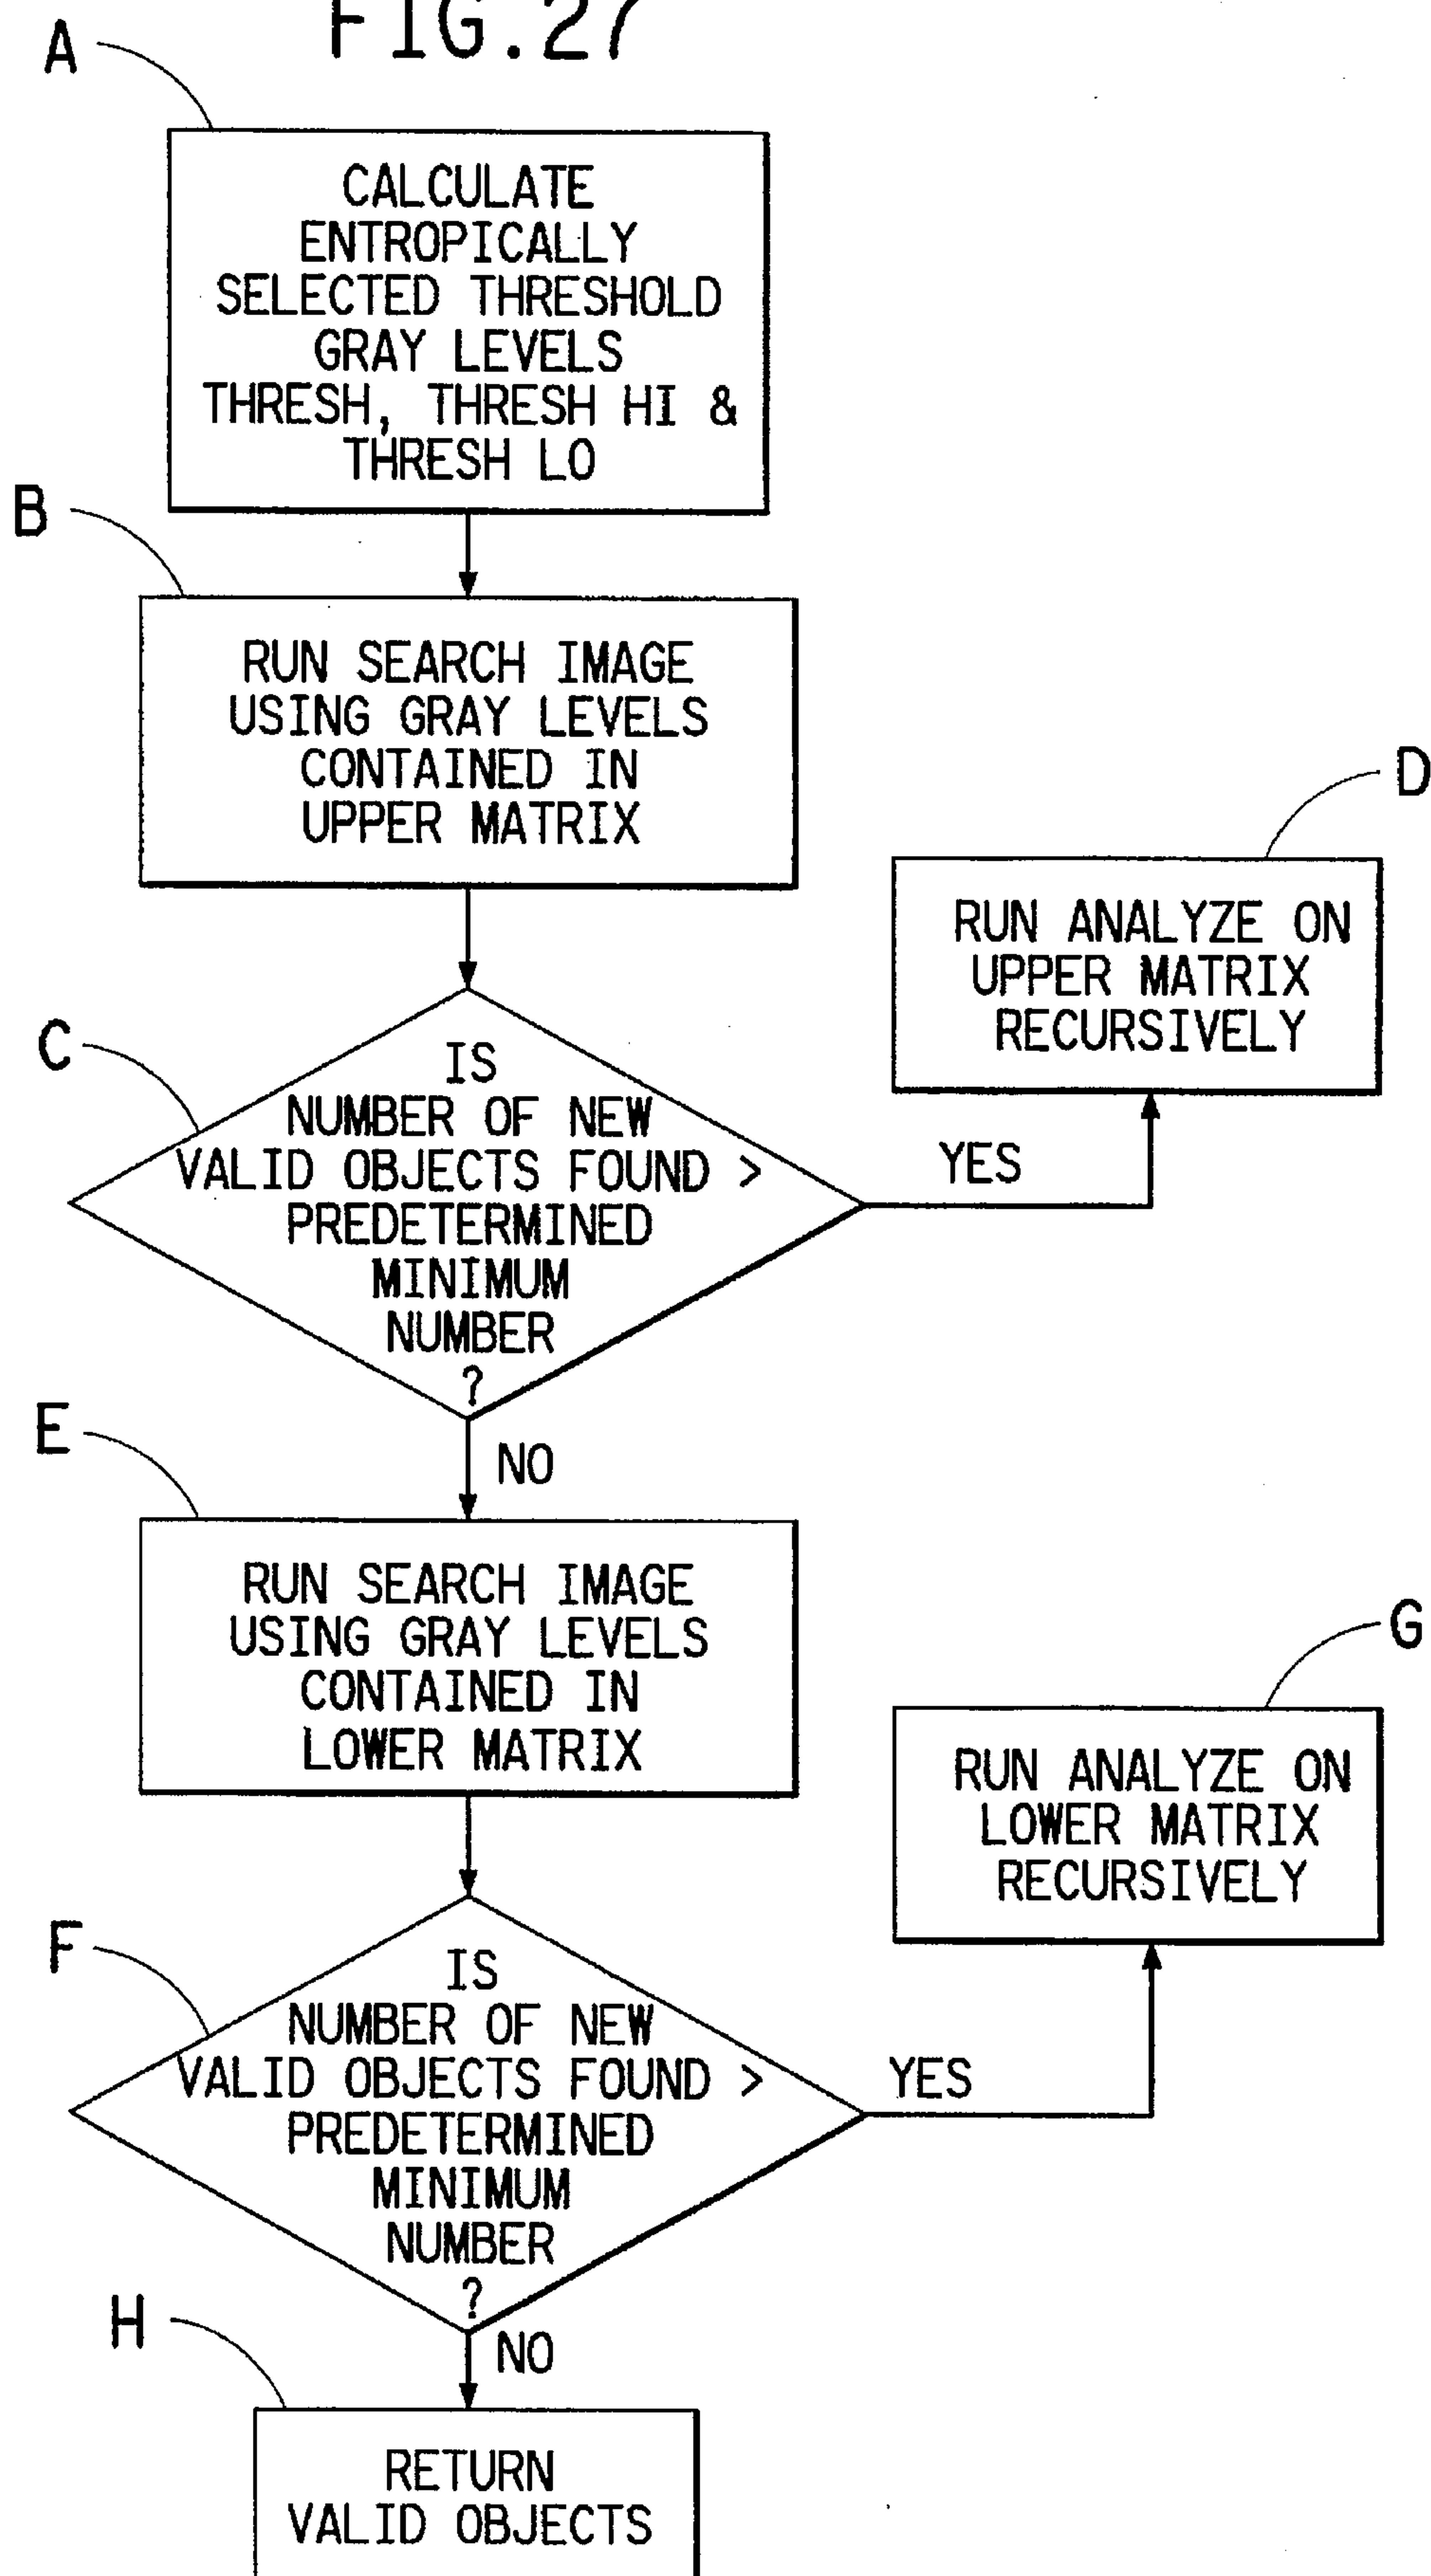 FIG.27
A
CALCULATE
ENTROPICALLY
SELECTED THRESHOLD
GRAY LEVELS
THRESH, THRESH HI &
THRESH LO
B
RUN SEARCH IMAGE
USING GRAY LEVELS
CONTAINED IN
UPPER MATRIX
D
RUN ANALYZE ON
UPPER MATRIX
RECURSIVELY
C
IS
NUMBER OF NEW
VALID OBJECTS FOUND >
PREDETERMINED
MINIMUM
NUMBER
?
YES
NO
E
RUN SEARCH IMAGE
USING GRAY LEVELS
CONTAINED IN
LOWER MATRIX
G
RUN ANALYZE ON
LOWER MATRIX
RECURSIVELY
F
IS
NUMBER OF NEW
VALID OBJECTS FOUND >
PREDETERMINED
MINIMUM
NUMBER
?
YES
NO
H
RETURN
VALID OBJECTS